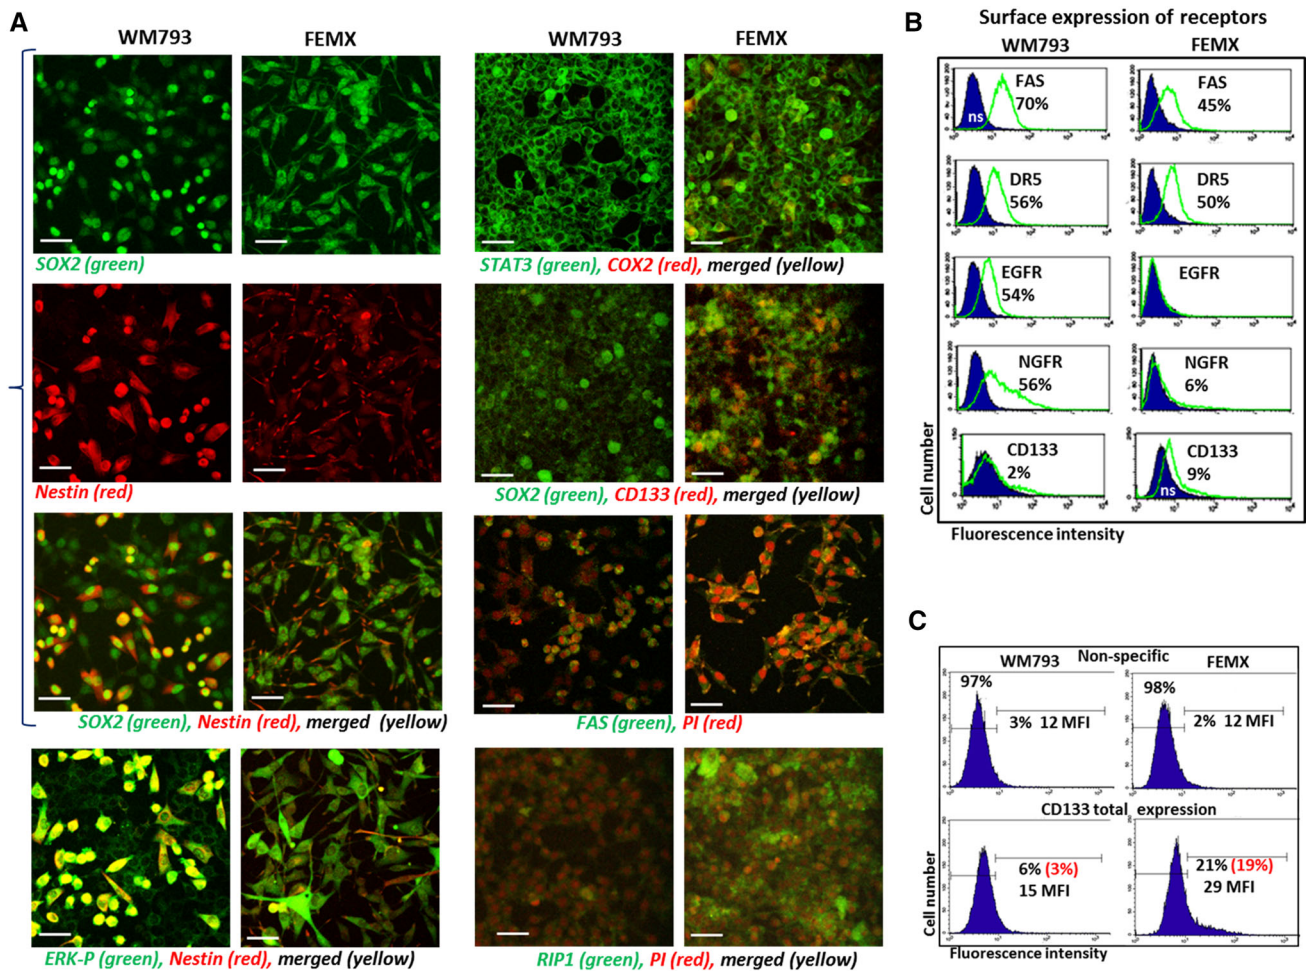 A
WM793 FEMX
WM793 FEMX
SOX2 (green)
STAT3 (green), COX2 (red), merged (yellow)
Nestin (red)
SOX2 (green), CD133 (red), merged (yellow)
SOX2 (green), Nestin (red), merged (yellow)
FAS (green), PI (red)
ERK-P (green), Nestin (red), merged (yellow)
RIP1 (green), PI (red), merged (yellow)
B
Surface expression of receptors
WM793 FEMX
FAS
70%
ns
FAS
45%
DR5
56%
DR5
50%
EGFR
54%
EGFR
NGFR
56%
NGFR
6%
CD133
2%
CD133
9%
ns
Cell number
Fluorescence intensity
C
WM793 Non-specific FEMX
97%
3% 12 MFI
98%
2% 12 MFI
CD133 total expression
6% (3%)
15 MFI
21% (19%)
29 MFI
Cell number
Fluorescence intensity